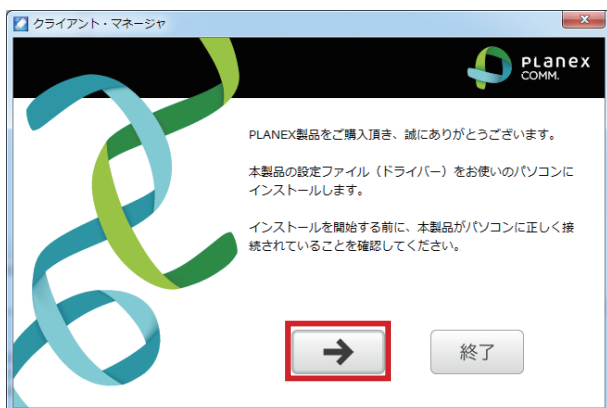 クライアント・マネージャ
PLANEX
COMM.
PLANEX製品をご購入頂き、誠にありがとうございます。
本製品の設定ファイル（ドライバー）をお使いのパソコンに
インストールします。
インストールを開始する前に、本製品がパソコンに正しく接
続されていることを確認してください。
終了